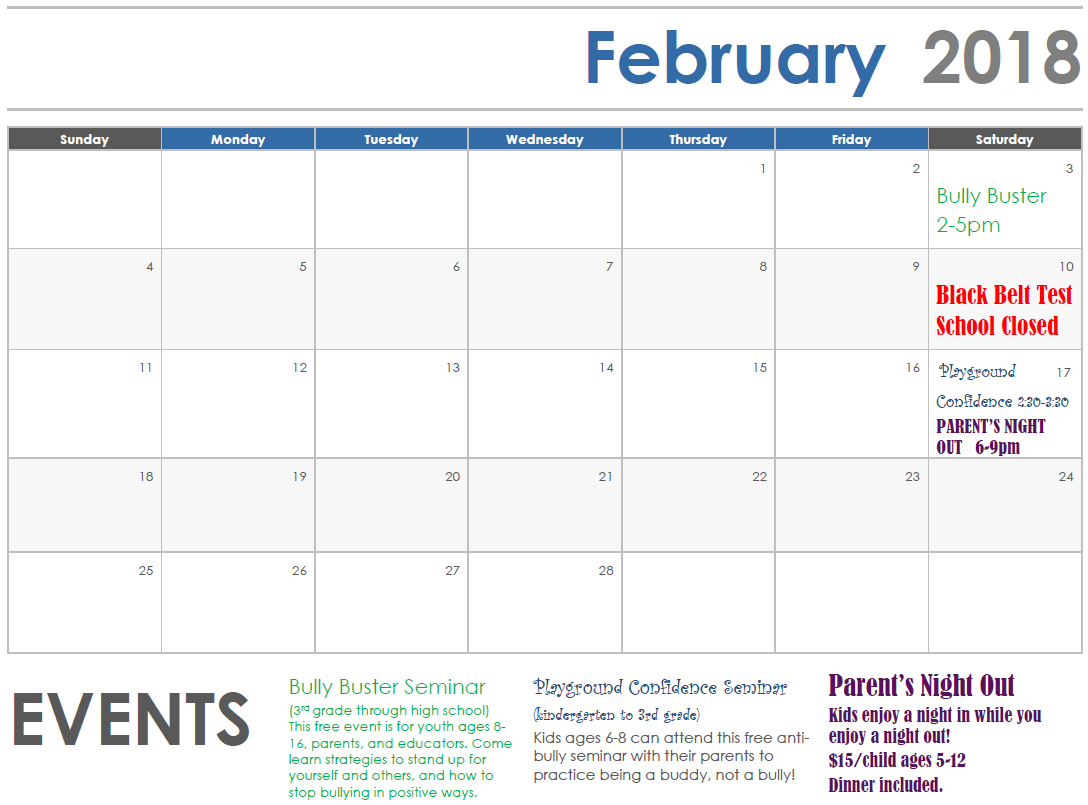 February 2018
Sunday Monday Tuesday Wednesday Thursday Friday Saturday
1 2 3
Bully Buster
2-5pm
4 5 6 7 8 9 10
Black Belt Test
School Closed
11 12 13 14 15 16 17
Playground
Confidence 2:30-3:30
PARENT'S NIGHT
OUT 6-9pm
18 19 20 21 22 23 24
25 26 27 28
EVENTS
Bully Buster Seminar
(3rd grade through high school)
This free event is for youth ages 8-
16, parents, and educators. Come
learn strategies to stand up for
yourself and others, and how to
stop bullying in positive ways.
Playground Confidence Seminar
(kindergarten to 3rd grade)
Kids ages 6-8 can attend this free anti-
bully seminar with their parents to
practice being a buddy, not a bully!
Parent's Night Out
Kids enjoy a night in while you
enjoy a night out!
$15/child ages 5-12
Dinner included.